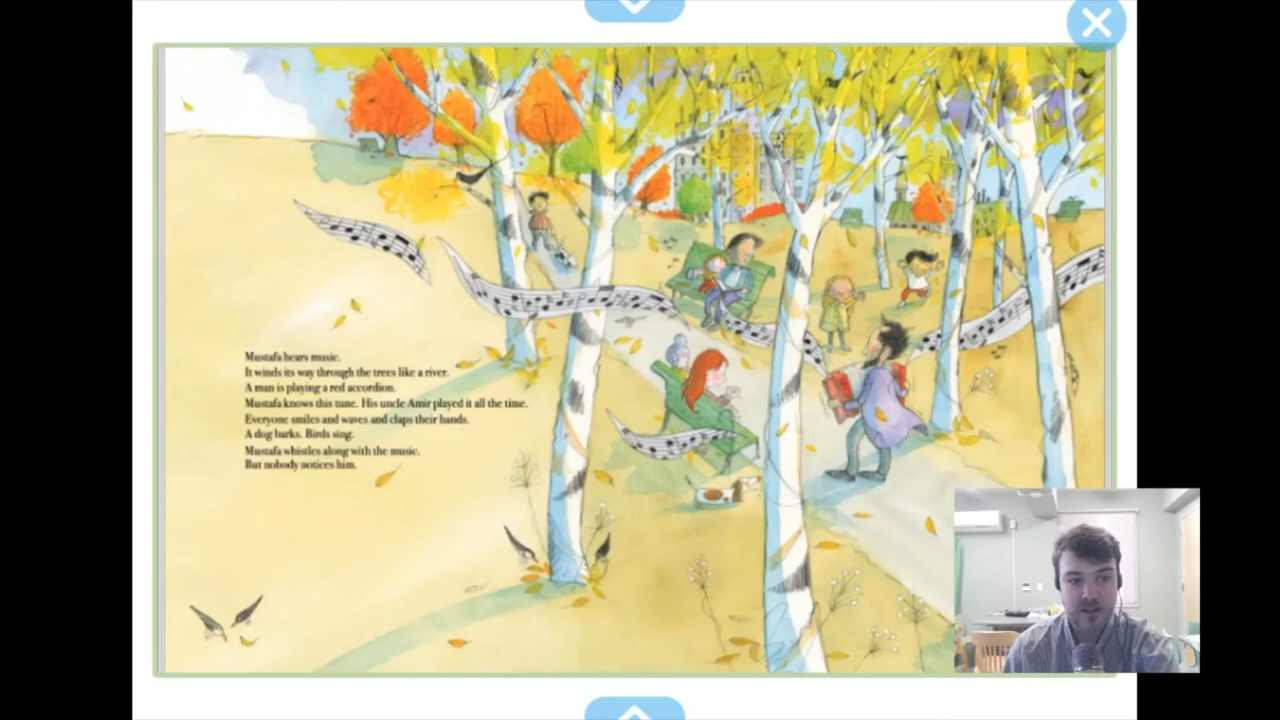 Mustafa hears music.
It winds its way through the trees like a river.
A man is playing a red accordion.
Mustafa knows this tune. His uncle Amir played it all the time.
Everyone smiles and waves and claps their hands.
A dog barks. Birds sing.
Mustafa whistles along with the music.
But nobody notices him.